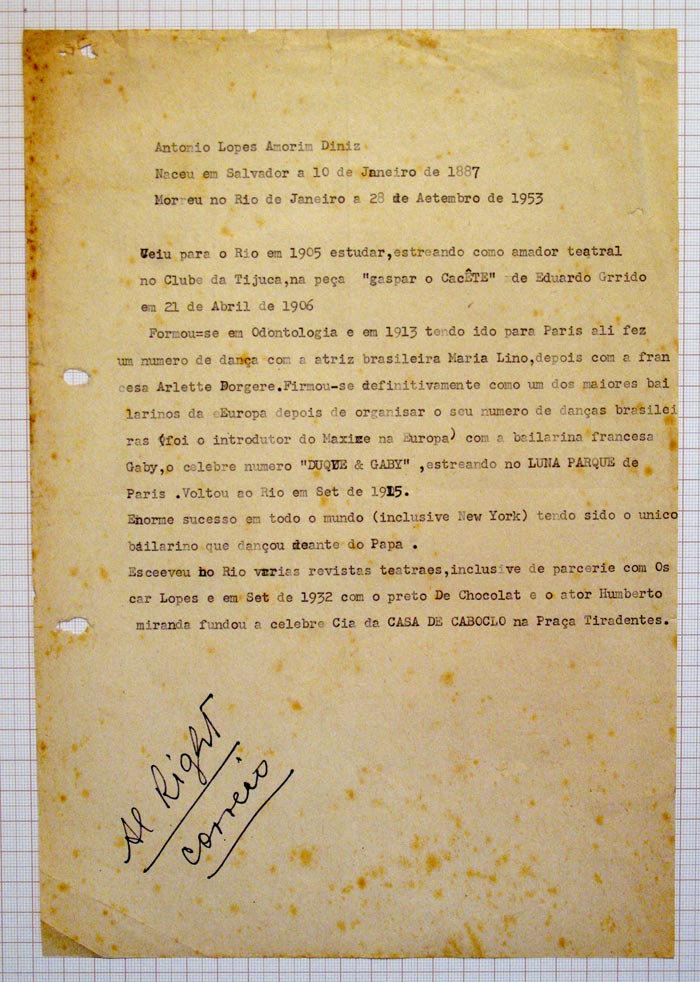 Antonio Lopes Amorim Diniz
Naceu em Salvador a 10 de Janeiro de 1887
Morreu no Rio de Janeiro a 28 de Aetembro de 1953
Veiu para o Rio em 1905 estudar,estreando como amador teatral
no Clube da Tijuca,na peça "gaspar o CacÊTE" de Eduardo Grrido
em 21 de Abril de 1906
Formou=se em Odontologia e em 1913 tendo ido para Paris ali fez
um numero de dança com a atriz brasileira Maria Lino,depois com a fran
cesa Arlette Dorgere.Firmou-se definitivamente como um dos maiores bai
larinos da eEuropa depois de organisar o seu numero de danças brasilei
ras (foi o introdutor do Maxixe na Europa) com a bailarina francesa
Gaby,o celebre numero "DUQUE & GABY" ,estreando no LUNA PARQUE de
Paris .Voltou ao Rio em Set de 1915.
Enorme sucesso em todo o mundo (inclusive New York) tendo sido o unico
bailarino que dançou deante do Papa .
Esceeveu no Rio varias revistas teatraes,inclusive de parcerie com Os
car Lopes e em Set de 1932 com o preto De Chocolat e o ator Humberto
miranda fundou a celebre Cia da CASA DE CABOCLO na Praça Tiradentes.
Al Right
correio